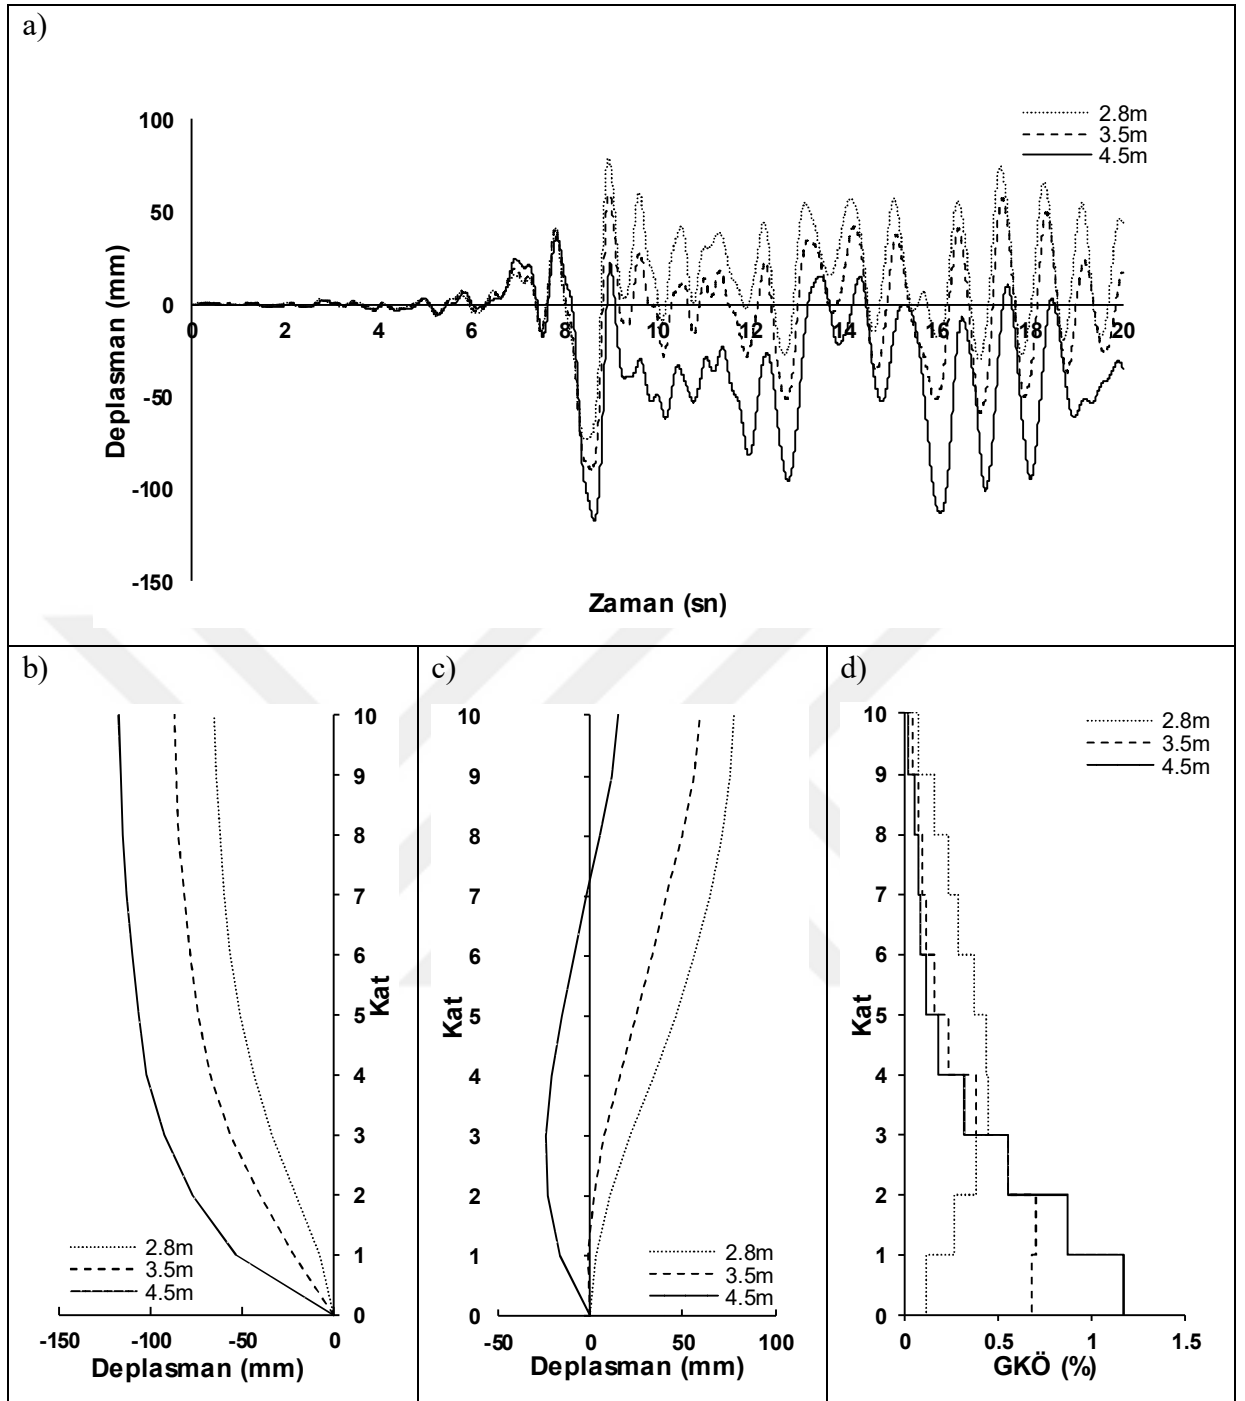 a)
100
50
0
-50
-100
-150
Deplasman (mm)
0 2 4 6 8 10 12 14 16 18 20
Zaman (sn)
2.8m
3.5m
4.5m
b)
10
9
8
7
6
5
4
3
2
1
0
Kat
2.8m
3.5m
4.5m
-150 -100 -50 0
Deplasman (mm)
c)
10
9
8
7
6
5
4
3
2
1
0
Kat
2.8m
3.5m
4.5m
-50 0 50 100
Deplasman (mm)
d)
10
9
8
7
6
5
4
3
2
1
0
Kat
2.8m
3.5m
4.5m
0 0.5 1 1.5
GKÖ (%)